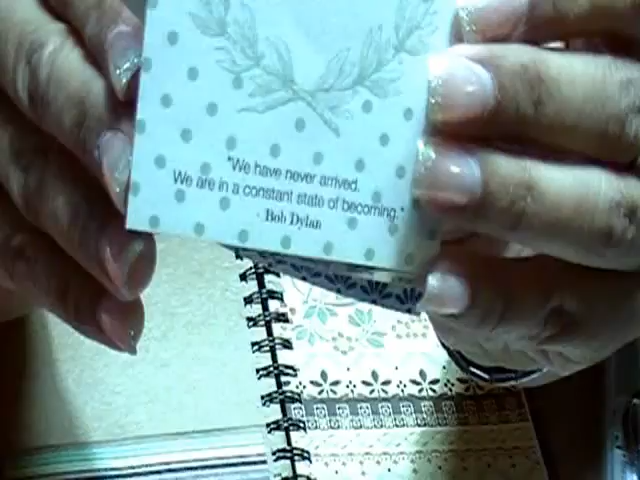 "We have never arrived.
We are in a constant state of becoming."
- Bob Dylan